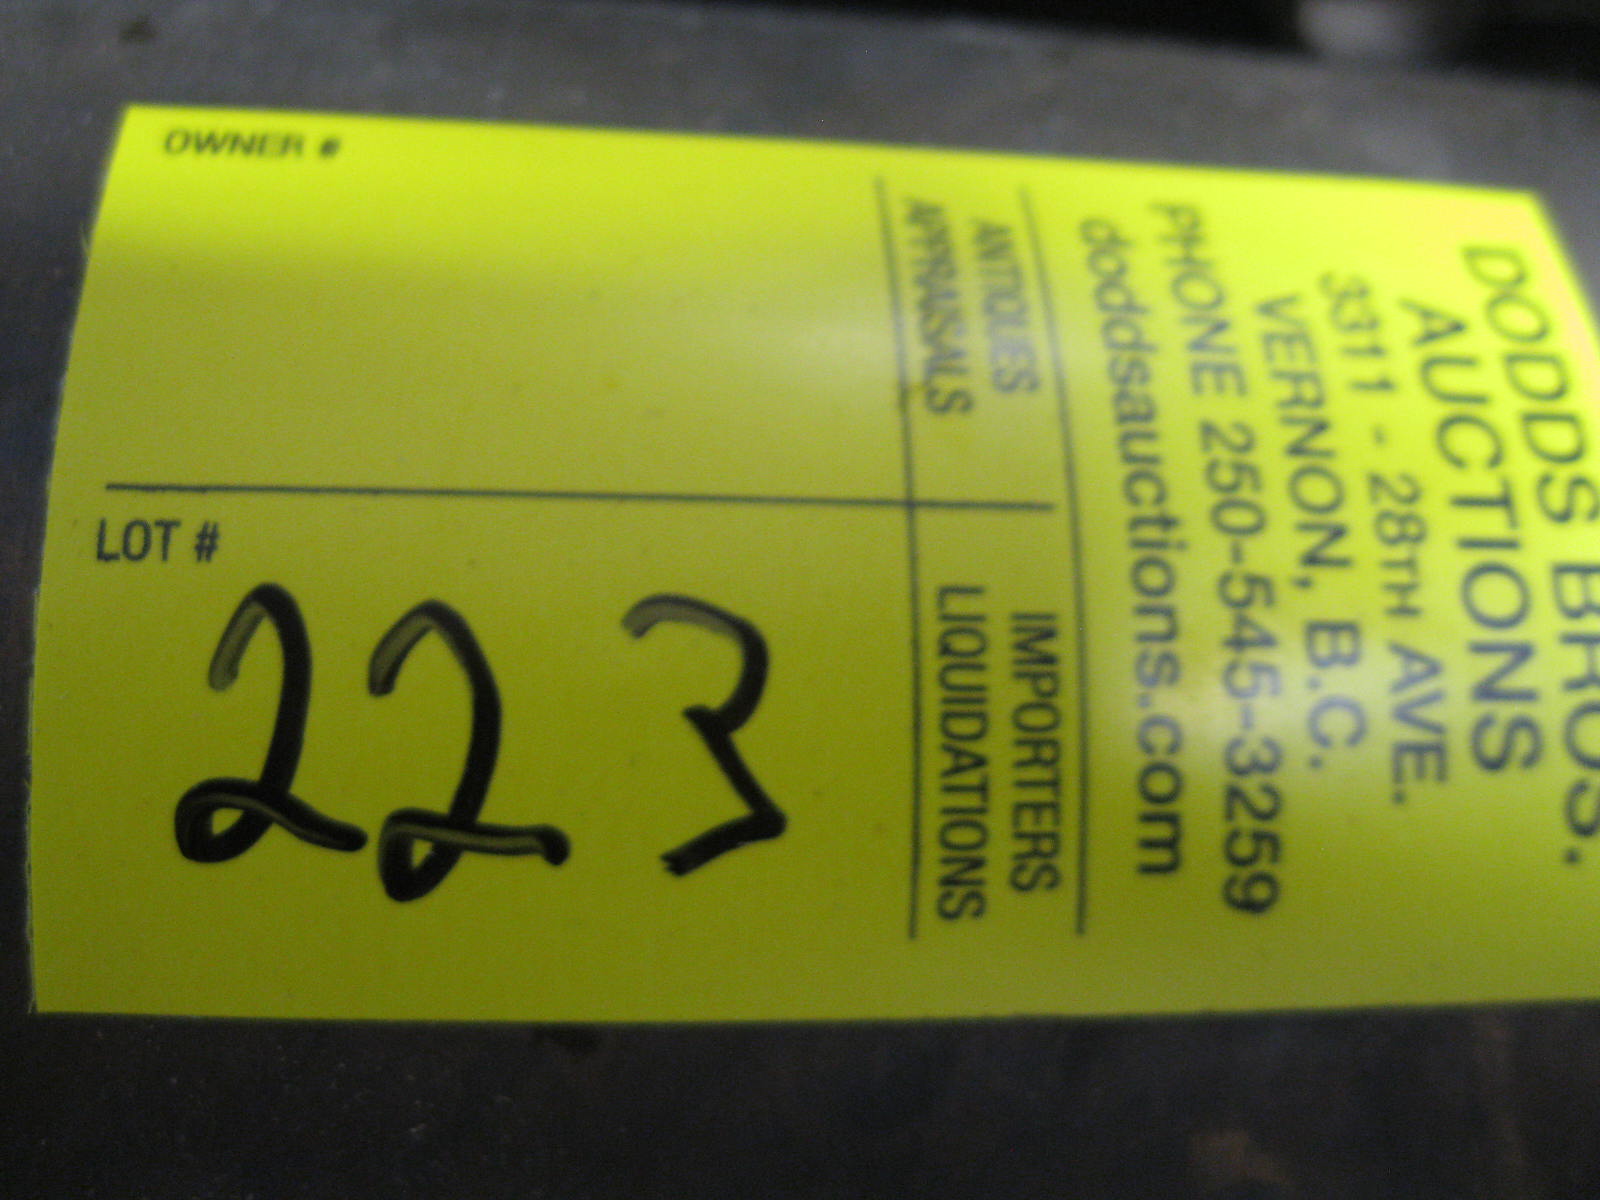 OWNER #
LOT #
223
DODDS BROS.
AUCTIONS
3311 - 28TH AVE.
VERNON, B.C.
PHONE 250-545-3259
doddsauctions.com
ANTIQUES
APPRAISALS
IMPORTERS
LIQUIDATIONS